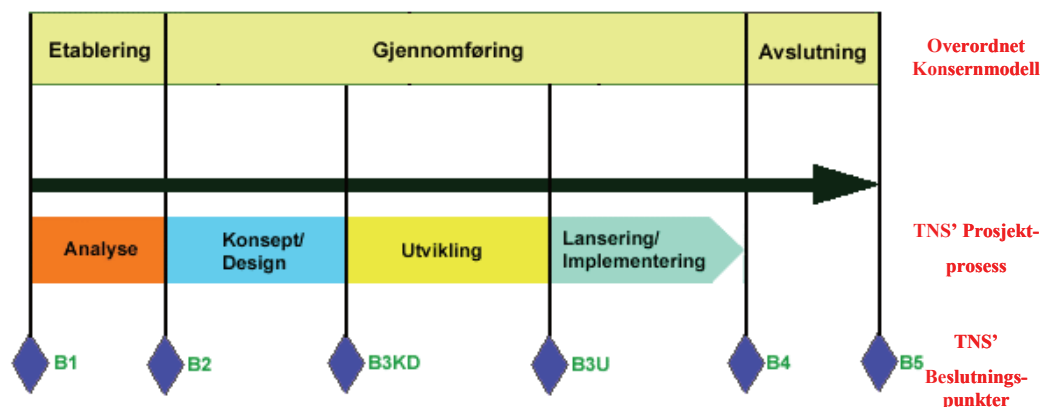 Etablering
Gjennomføring
Avslutning
Overordnet
Konsernmodell
Analyse
Konsept/
Design
Utvikling
Lansering/
Implementering
TNS’ Prosjekt-
prosess
B1
B2
B3KD
B3U
B4
B5
TNS’
Beslutnings-
punkter